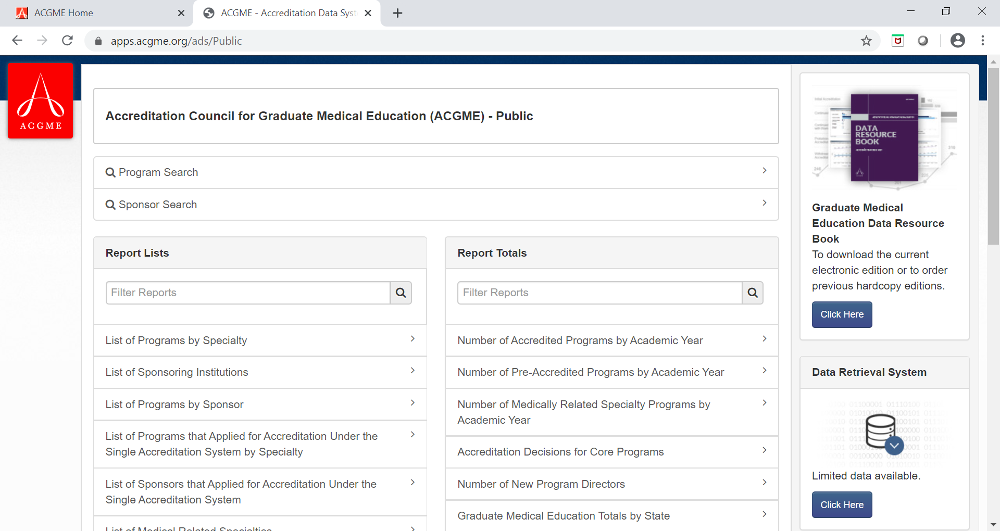 ACGME Home
ACGME - Accreditation Data Syst
apps.acgme.org/ads/Public
ACGME
Accreditation Council for Graduate Medical Education (ACGME) - Public
Program Search
Sponsor Search
Report Lists
Filter Reports
List of Programs by Specialty
List of Sponsoring Institutions
List of Programs by Sponsor
List of Programs that Applied for Accreditation Under the
Single Accreditation System by Specialty
List of Sponsors that Applied for Accreditation Under the
Single Accreditation System
List of Medical Related Specialties
Report Totals
Filter Reports
Number of Accredited Programs by Academic Year
Number of Pre-Accredited Programs by Academic Year
Number of Medically Related Specialty Programs by
Academic Year
Accreditation Decisions for Core Programs
Number of New Program Directors
Graduate Medical Education Totals by State
DATA
RESOURCE
BOOK
Graduate Medical
Education Data Resource
Book
To download the current
electronic edition or to order
previous hardcopy editions.
Click Here
Data Retrieval System
Limited data available.
Click Here